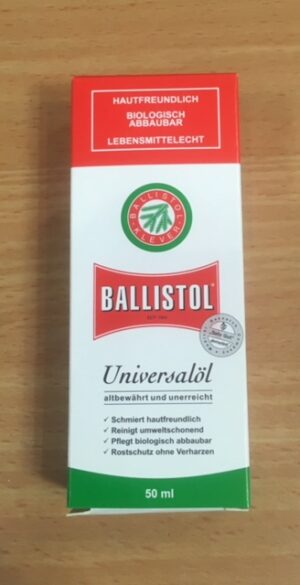 HAUTFREUNDLICH
BIOLOGISCH
ABBAUBAR
LEBENSMITTELECHT
BALLISTOL
KLEVER
BALLISTOL®
Universalöl
altbewährt und unerreicht
✓ Schmiert hautfreundlich
✓ Reinigt umweltschonend
✓ Pflegt biologisch abbaubar
✓ Rostschutz ohne Verharzen
50 ml